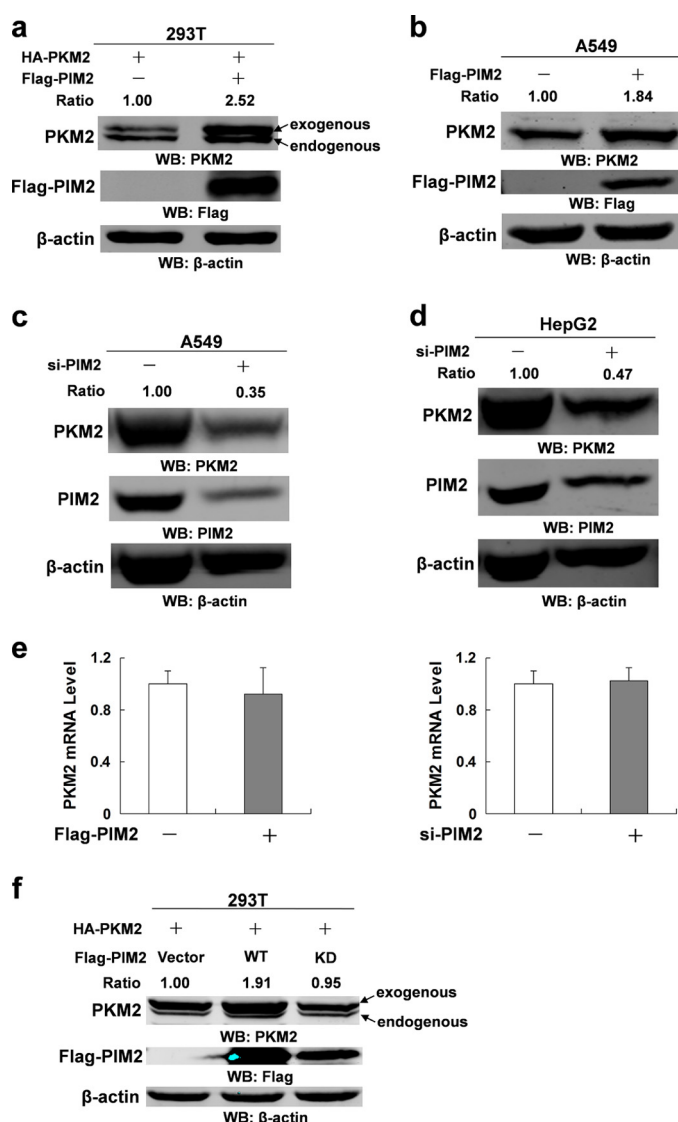 a
293T
HA-PKM2 + +
Flag-PIM2 − +
Ratio 1.00 2.52
PKM2
exogenous
endogenous
WB: PKM2
Flag-PIM2
WB: Flag
β-actin
WB: β-actin
b
A549
Flag-PIM2 − +
Ratio 1.00 1.84
PKM2
WB: PKM2
Flag-PIM2
WB: Flag
β-actin
WB: β-actin
c
A549
si-PIM2 − +
Ratio 1.00 0.35
PKM2
WB: PKM2
PIM2
WB: PIM2
β-actin
WB: β-actin
d
HepG2
si-PIM2 − +
Ratio 1.00 0.47
PKM2
WB: PKM2
PIM2
WB: PIM2
β-actin
WB: β-actin
e
PKM2 mRNA Level
1.2
0.8
0.4
0
Flag-PIM2 − +
PKM2 mRNA Level
1.2
0.8
0.4
0
si-PIM2 − +
f
293T
HA-PKM2 + + +
Flag-PIM2 Vector WT KD
Ratio 1.00 1.91 0.95
PKM2
exogenous
endogenous
WB: PKM2
Flag-PIM2
WB: Flag
β-actin
WB: β-actin